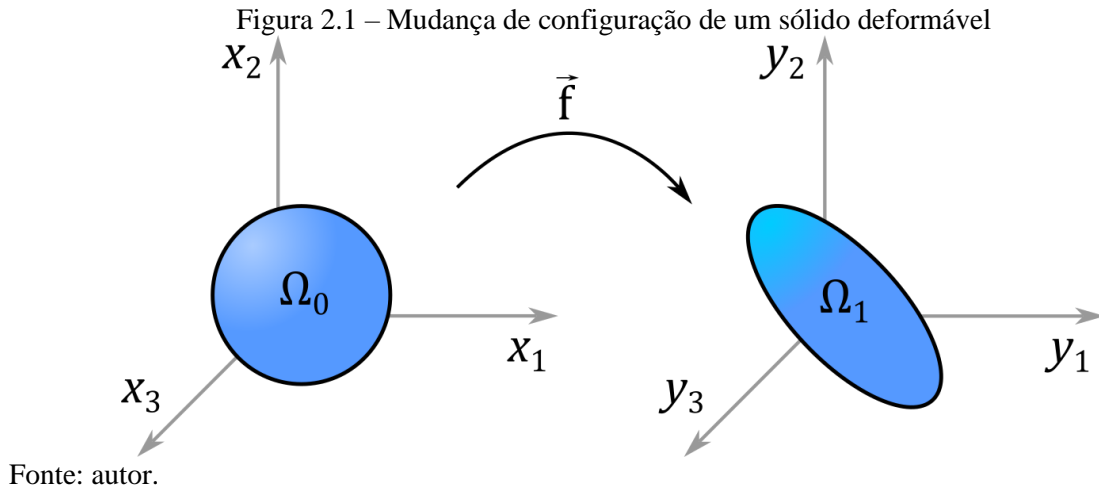 Figura 2.1 – Mudança de configuração de um sólido deformável
x₂
y₂
f⃗
Ω₀
Ω₁
x₁
y₁
x₃
y₃
Fonte: autor.